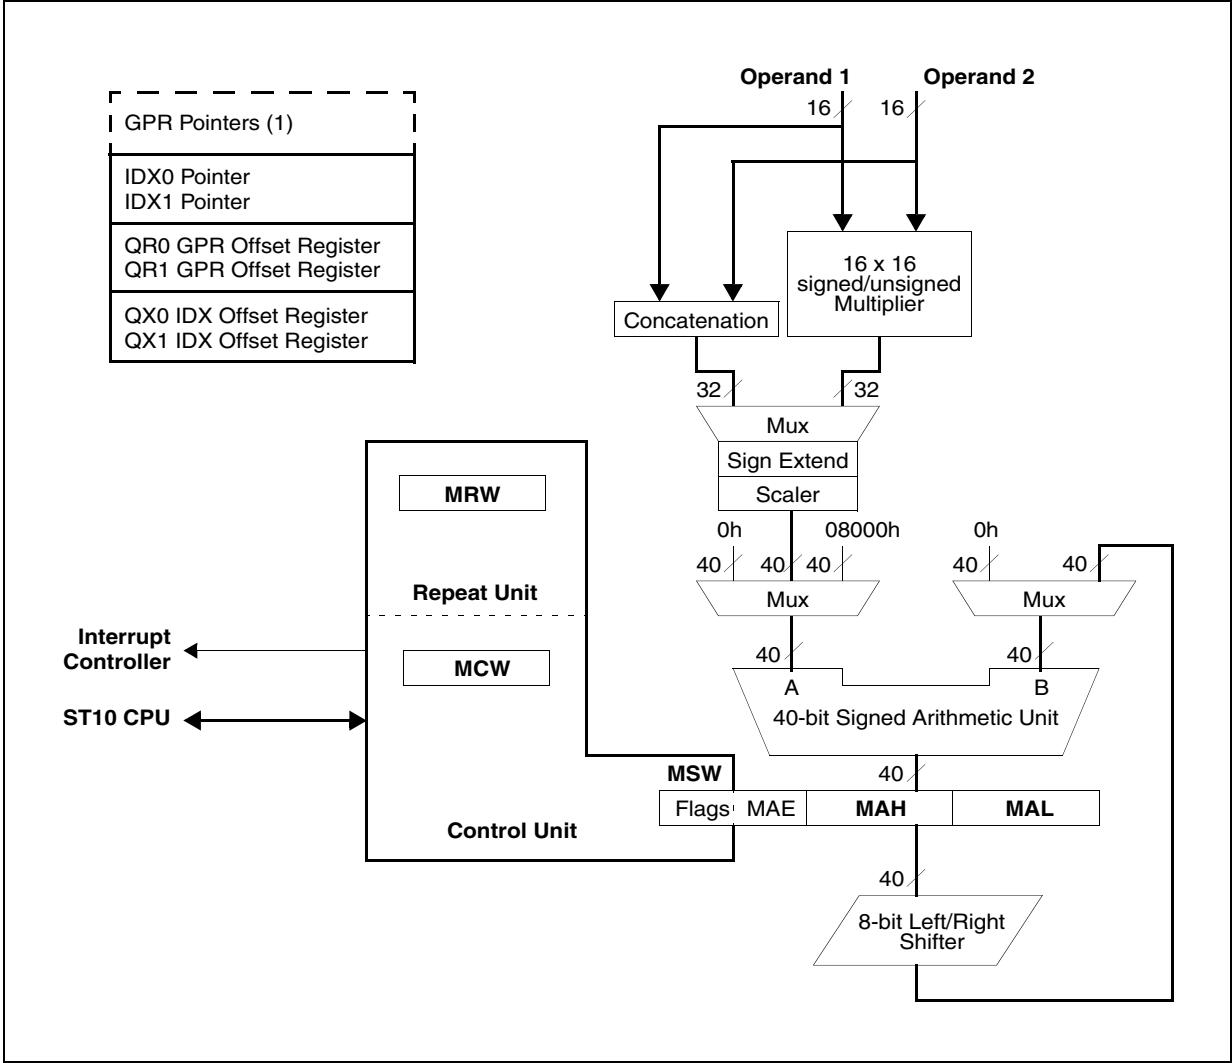 Operand 1 Operand 2
16 16
GPR Pointers (1)
IDX0 Pointer
IDX1 Pointer
QR0 GPR Offset Register
QR1 GPR Offset Register
QX0 IDX Offset Register
QX1 IDX Offset Register
16 x 16
signed/unsigned
Multiplier
Concatenation
32 32
Mux
Sign Extend
Scaler
MRW
0h 08000h 0h
40 40 40 40 40
Repeat Unit
Mux Mux
Interrupt
Controller
MCW
40 40
A B
ST10 CPU
40-bit Signed Arithmetic Unit
MSW
40
Flags MAE MAH MAL
Control Unit
40
8-bit Left/Right
Shifter